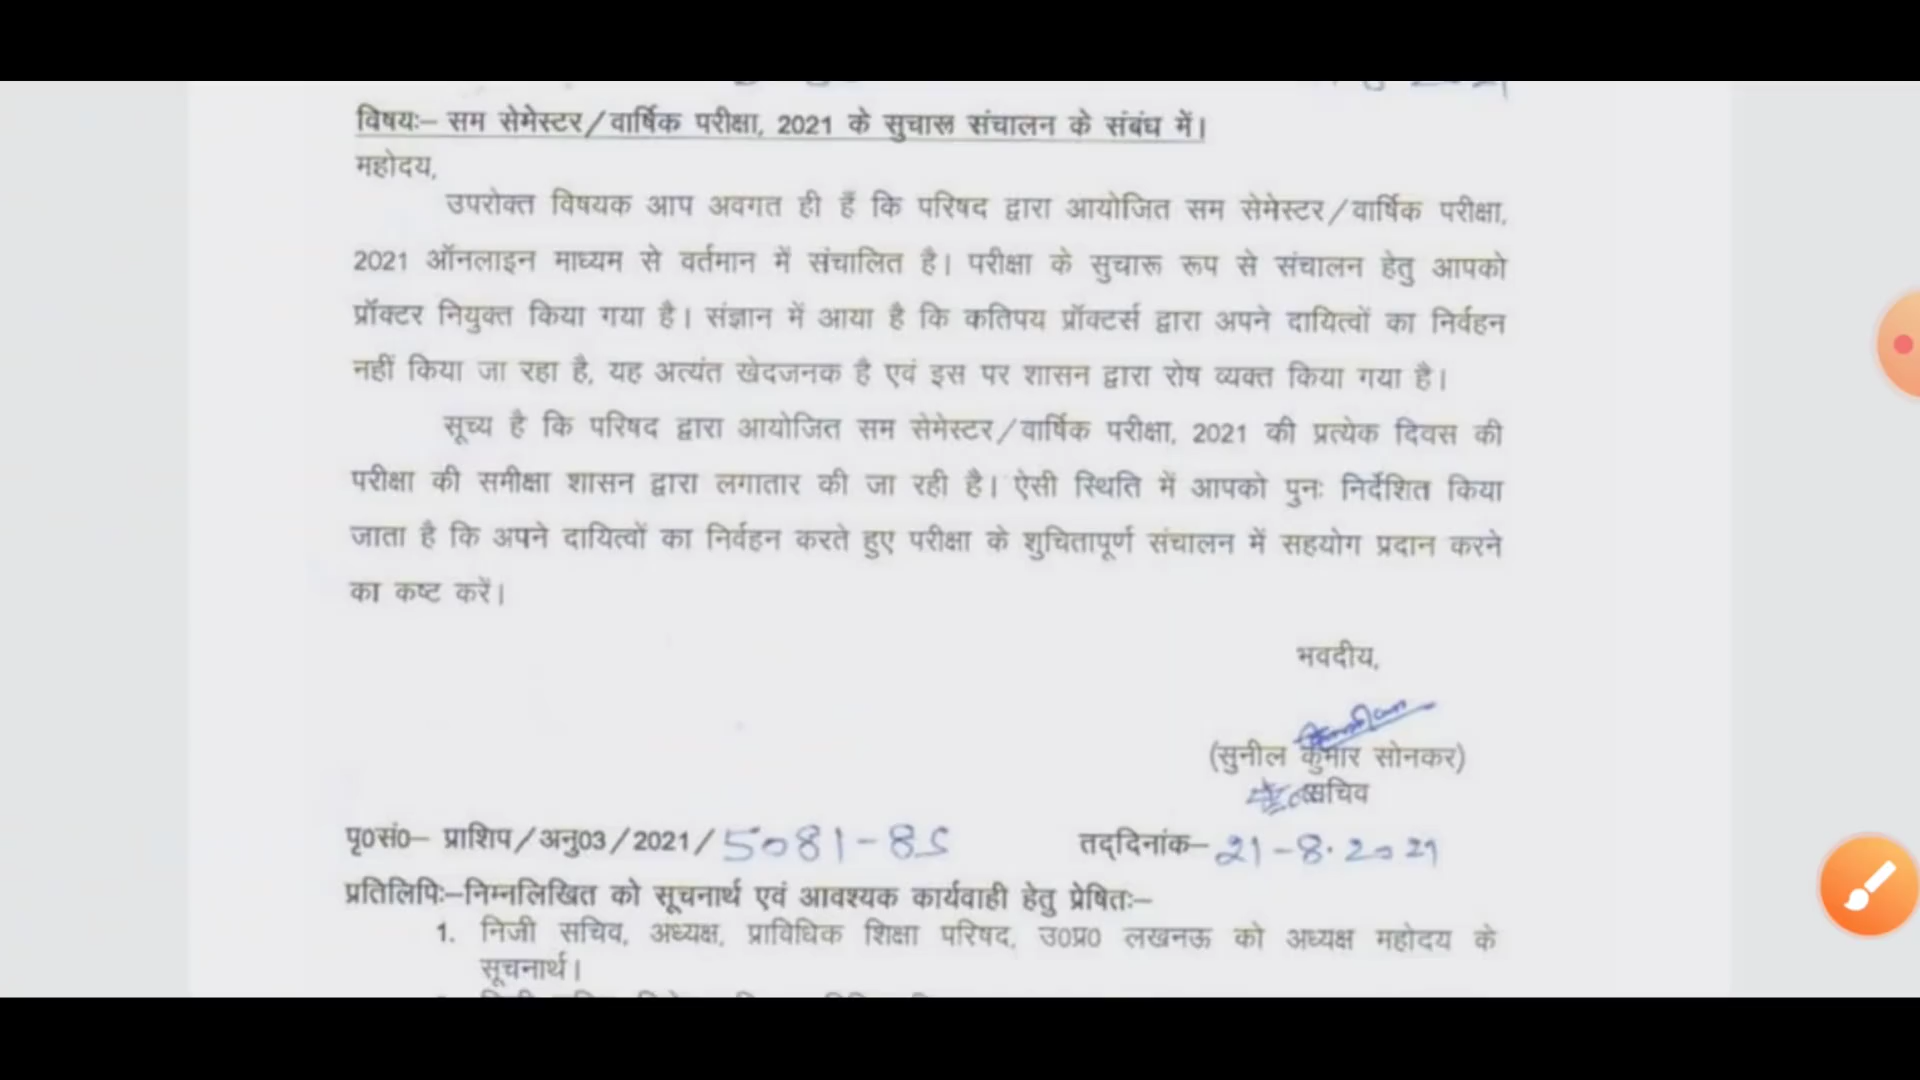 विषयः– सम सेमेस्टर/वार्षिक परीक्षा, 2021 के सुचारू संचालन के संबंध में।
महोदय,
उपरोक्त विषयक आप अवगत ही हैं कि परिषद द्वारा आयोजित सम सेमेस्टर/वार्षिक परीक्षा,
2021 ऑनलाइन माध्यम से वर्तमान में संचालित है। परीक्षा के सुचारू रूप से संचालन हेतु आपको
प्रॉक्टर नियुक्त किया गया है। संज्ञान में आया है कि कतिपय प्रॉक्टर्स द्वारा अपने दायित्वों का निर्वहन
नहीं किया जा रहा है, यह अत्यंत खेदजनक है एवं इस पर शासन द्वारा रोष व्यक्त किया गया है।
सूच्य है कि परिषद द्वारा आयोजित सम सेमेस्टर/वार्षिक परीक्षा, 2021 की प्रत्येक दिवस की
परीक्षा की समीक्षा शासन द्वारा लगातार की जा रही है। ऐसी स्थिति में आपको पुनः निर्देशित किया
जाता है कि अपने दायित्वों का निर्वहन करते हुए परीक्षा के शुचितापूर्ण संचालन में सहयोग प्रदान करने
का कष्ट करें।
भवदीय,
(सुनील कुमार सोनकर)
सचिव
पृ0सं0– प्राशिप/अनु03/2021/5081-85 तद्दिनांक–21-8.2021
प्रतिलिपिः–निम्नलिखित को सूचनार्थ एवं आवश्यक कार्यवाही हेतु प्रेषितः–
1. निजी सचिव, अध्यक्ष, प्राविधिक शिक्षा परिषद, उ0प्र0 लखनऊ को अध्यक्ष महोदय के
सूचनार्थ।